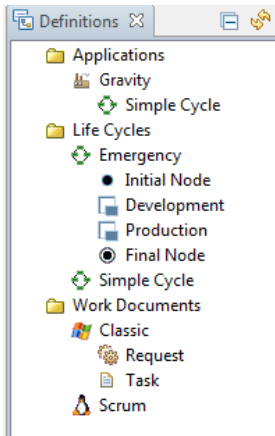 Definitions
Applications
Gravity
Simple Cycle
Life Cycles
Emergency
Initial Node
Development
Production
Final Node
Simple Cycle
Work Documents
Classic
Request
Task
Scrum